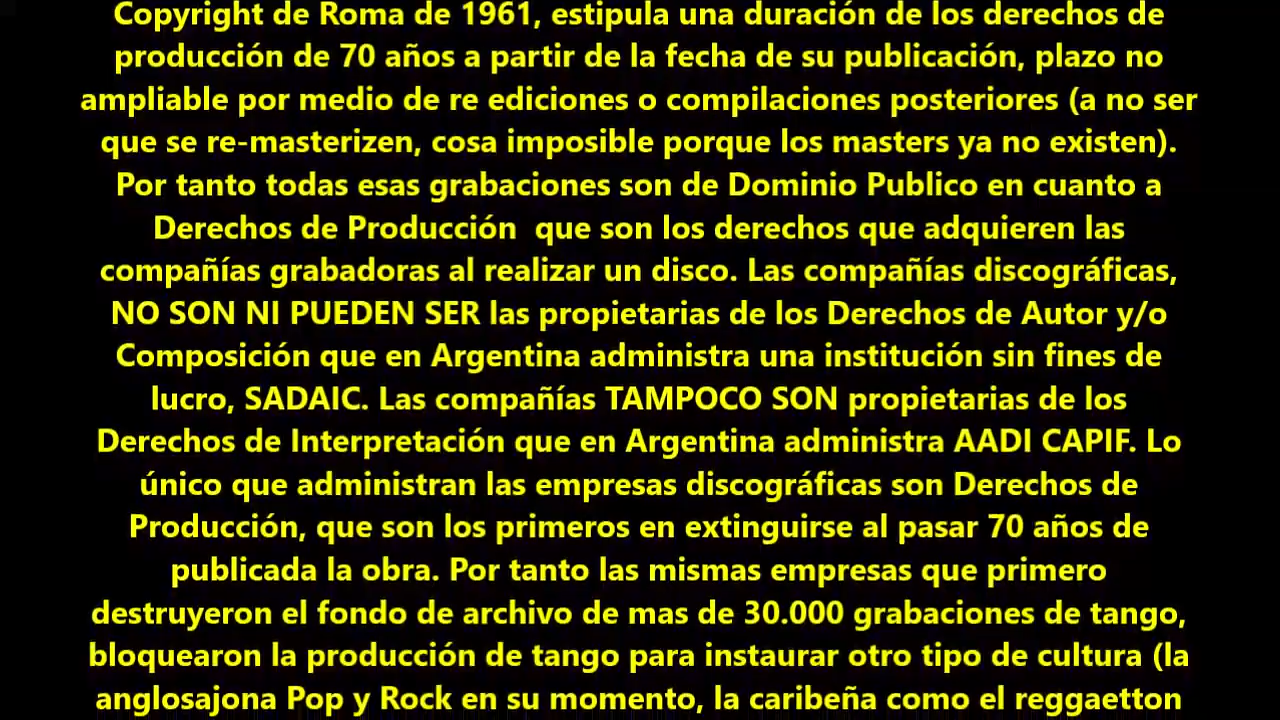 Copyright de Roma de 1961, estipula una duración de los derechos de
producción de 70 años a partir de la fecha de su publicación, plazo no
ampliable por medio de re ediciones o compilaciones posteriores (a no ser
que se re-masterizen, cosa imposible porque los masters ya no existen).
Por tanto todas esas grabaciones son de Dominio Publico en cuanto a
Derechos de Producción  que son los derechos que adquieren las
compañías grabadoras al realizar un disco. Las compañías discográficas,
NO SON NI PUEDEN SER las propietarias de los Derechos de Autor y/o
Composición que en Argentina administra una institución sin fines de
lucro, SADAIC. Las compañías TAMPOCO SON propietarias de los
Derechos de Interpretación que en Argentina administra AADI CAPIF. Lo
único que administran las empresas discográficas son Derechos de
Producción, que son los primeros en extinguirse al pasar 70 años de
publicada la obra. Por tanto las mismas empresas que primero
destruyeron el fondo de archivo de mas de 30.000 grabaciones de tango,
bloquearon la producción de tango para instaurar otro tipo de cultura (la
anglosajona Pop y Rock en su momento, la caribeña como el reggaetton